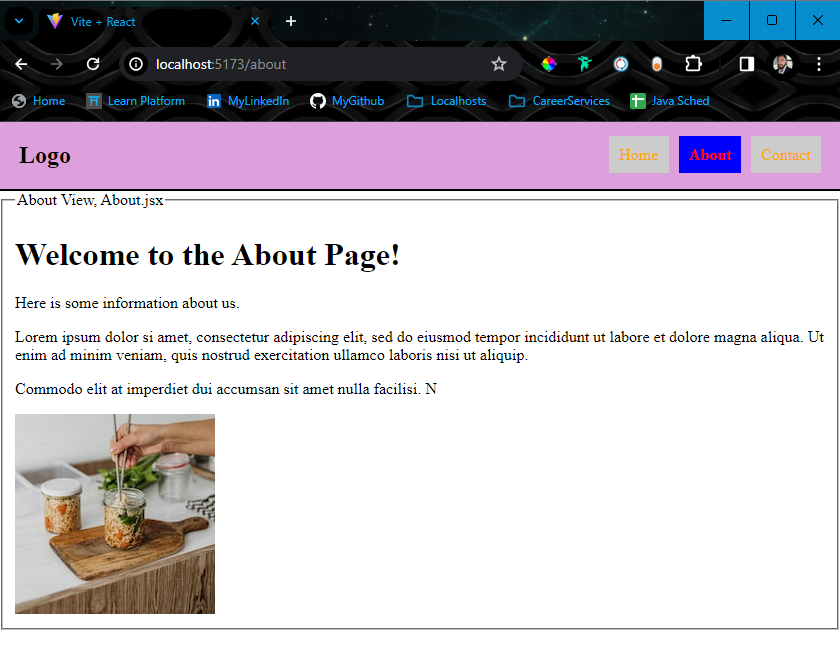 Vite + React
localhost:5173/about
Home Learn Platform MyLinkedIn MyGithub Localhosts CareerServices Java Sched
Logo Home About Contact
About View, About.jsx
Welcome to the About Page!
Here is some information about us.
Lorem ipsum dolor si amet, consectetur adipiscing elit, sed do eiusmod tempor incididunt ut labore et dolore magna aliqua. Ut
enim ad minim veniam, quis nostrud exercitation ullamco laboris nisi ut aliquip.
Commodo elit at imperdiet dui accumsan sit amet nulla facilisi. N